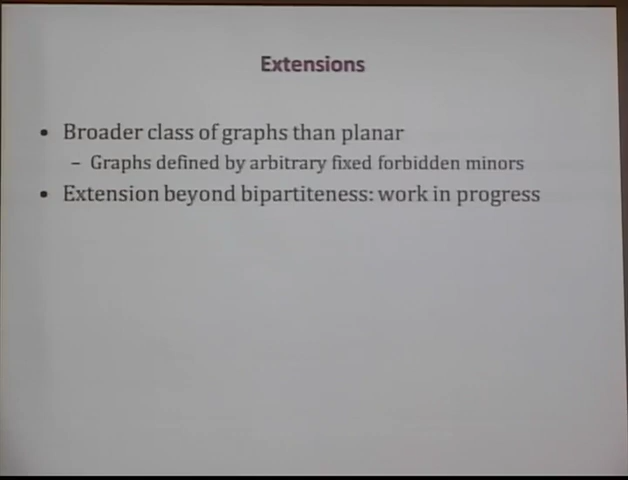 Extensions
• Broader class of graphs than planar
– Graphs defined by arbitrary fixed forbidden minors
• Extension beyond bipartiteness: work in progress